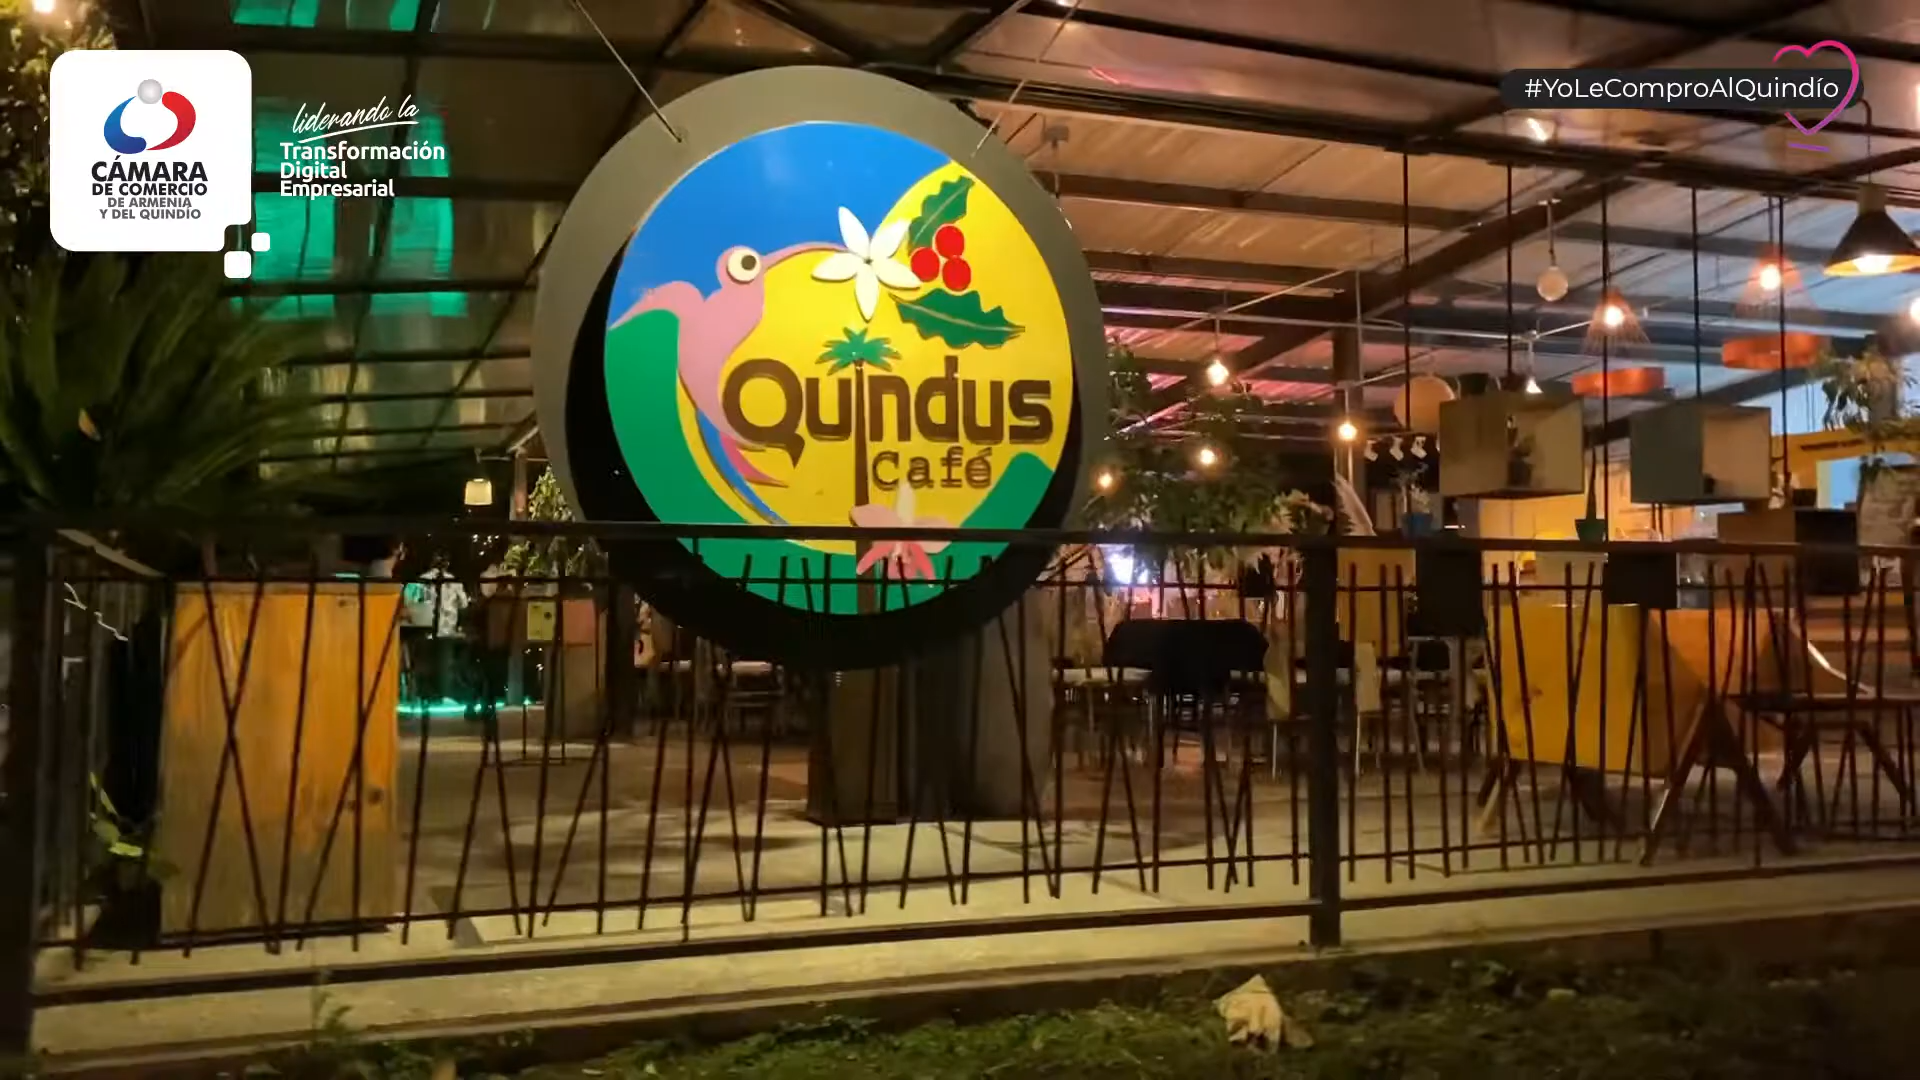 CÁMARA
DE COMERCIO
DE ARMENIA
Y DEL QUINDÍO
liderando la
Transformación
Digital
Empresarial
#YoLeComproAlQuindío
Quindus
Café